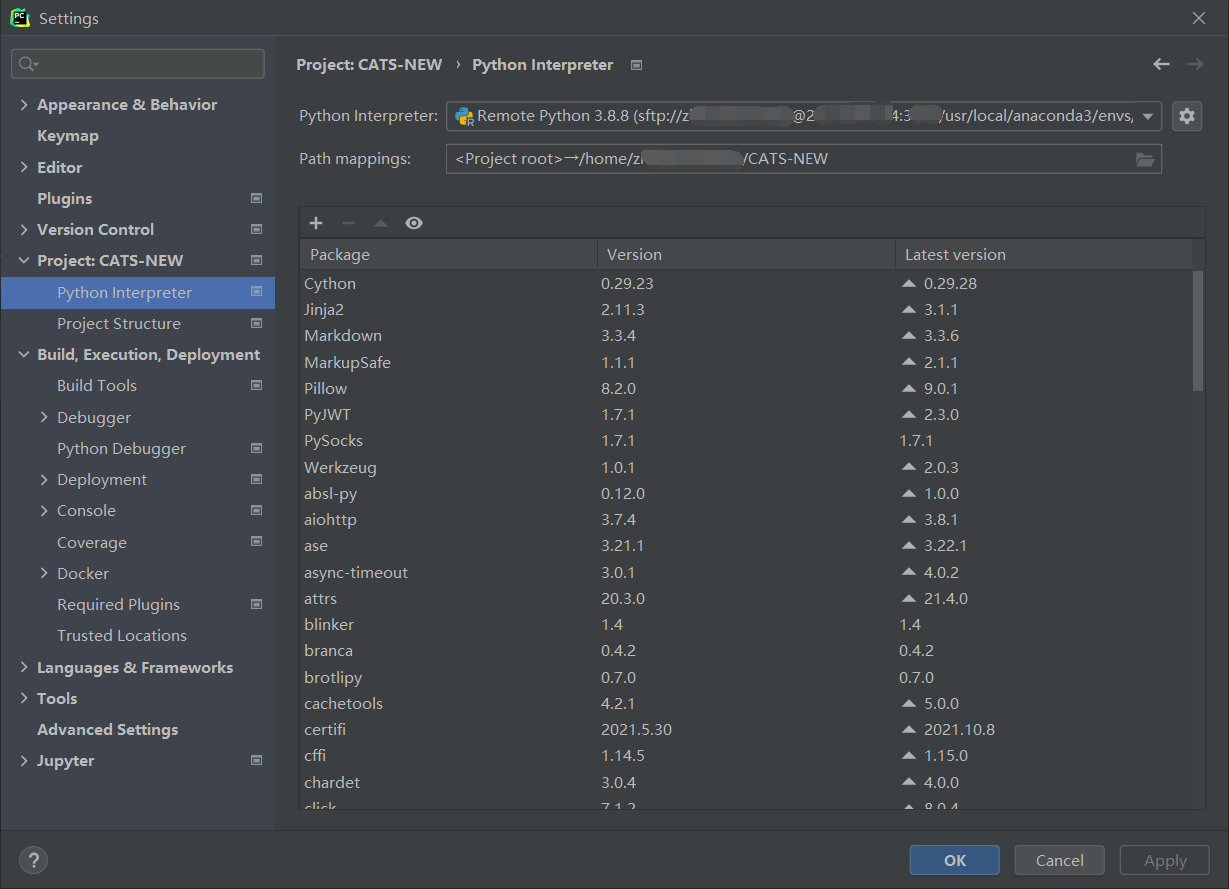 Settings
Project: CATS-NEW › Python Interpreter
Appearance & Behavior
Keymap
Editor
Plugins
Version Control
Project: CATS-NEW
Python Interpreter
Project Structure
Build, Execution, Deployment
Build Tools
Debugger
Python Debugger
Deployment
Console
Coverage
Docker
Required Plugins
Trusted Locations
Languages & Frameworks
Tools
Advanced Settings
Jupyter
Python Interpreter: Remote Python 3.8.8 (sftp://z @2 4:3 /usr/local/anaconda3/envs,
Path mappings: <Project root>→/home/z /CATS-NEW
Package Version Latest version
Cython 0.29.23 0.29.28
Jinja2 2.11.3 3.1.1
Markdown 3.3.4 3.3.6
MarkupSafe 1.1.1 2.1.1
Pillow 8.2.0 9.0.1
PyJWT 1.7.1 2.3.0
PySocks 1.7.1 1.7.1
Werkzeug 1.0.1 2.0.3
absl-py 0.12.0 1.0.0
aiohttp 3.7.4 3.8.1
ase 3.21.1 3.22.1
async-timeout 3.0.1 4.0.2
attrs 20.3.0 21.4.0
blinker 1.4 1.4
branca 0.4.2 0.4.2
brotlipy 0.7.0 0.7.0
cachetools 4.2.1 5.0.0
certifi 2021.5.30 2021.10.8
cffi 1.14.5 1.15.0
chardet 3.0.4 4.0.0
click 7.1.2 8.0.4
?
OK
Cancel
Apply